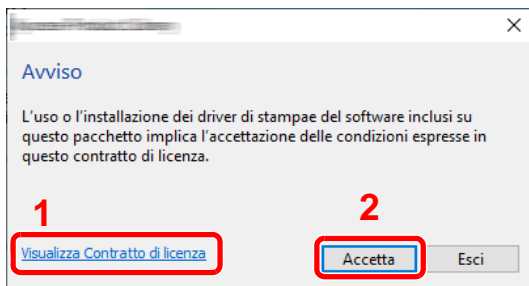 Avviso
L'uso o l'installazione dei driver di stampae del software inclusi su
questo pacchetto implica l'accettazione delle condizioni espresse in
questo contratto di licenza.
1
2
Visualizza Contratto di licenza
Accetta
Esci